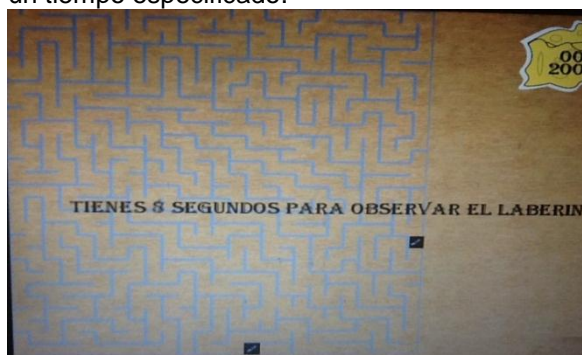 un tiempo especificado.
00
200
TIENES 8 SEGUNDOS PARA OBSERVAR EL LABERIN